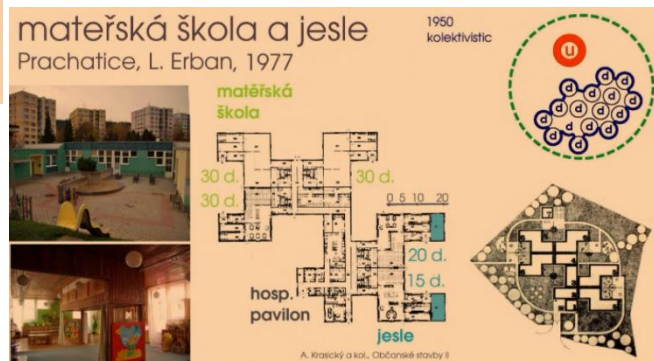 mateřská škola a jesle
Prachatice, L. Erban, 1977
1950
kolektivistic
u
d d d d d d d d d d d d d
matěřská
škola
30 d.
30 d.
30 d.
0 5 10 20
20 d.
15 d.
hosp.
pavilon
jesle
A. Krasický a kol., Občanské stavby II